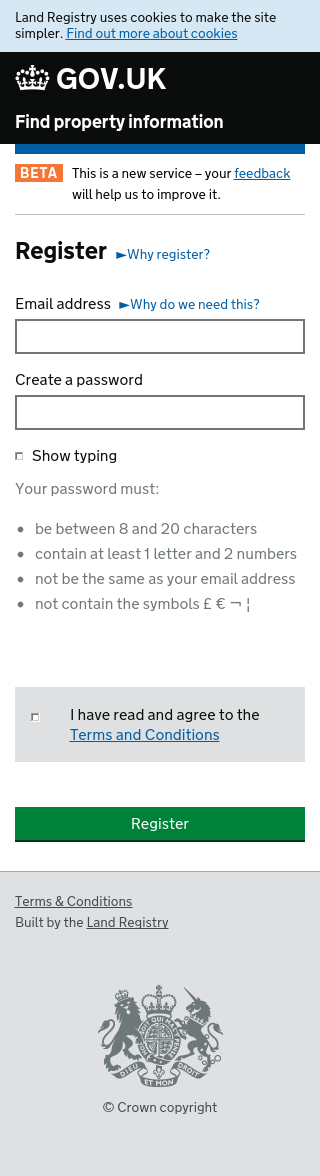 Land Registry uses cookies to make the site
simpler. Find out more about cookies
GOV.UK
Find property information
BETA This is a new service – your feedback
will help us to improve it.
Register ►Why register?
Email address ►Why do we need this?
Create a password
Show typing
Your password must:
• be between 8 and 20 characters
• contain at least 1 letter and 2 numbers
• not be the same as your email address
• not contain the symbols £ € ¬ ¦
I have read and agree to the
Terms and Conditions
Register
Terms & Conditions
Built by the Land Registry
DIEU ET MON DROIT
© Crown copyright